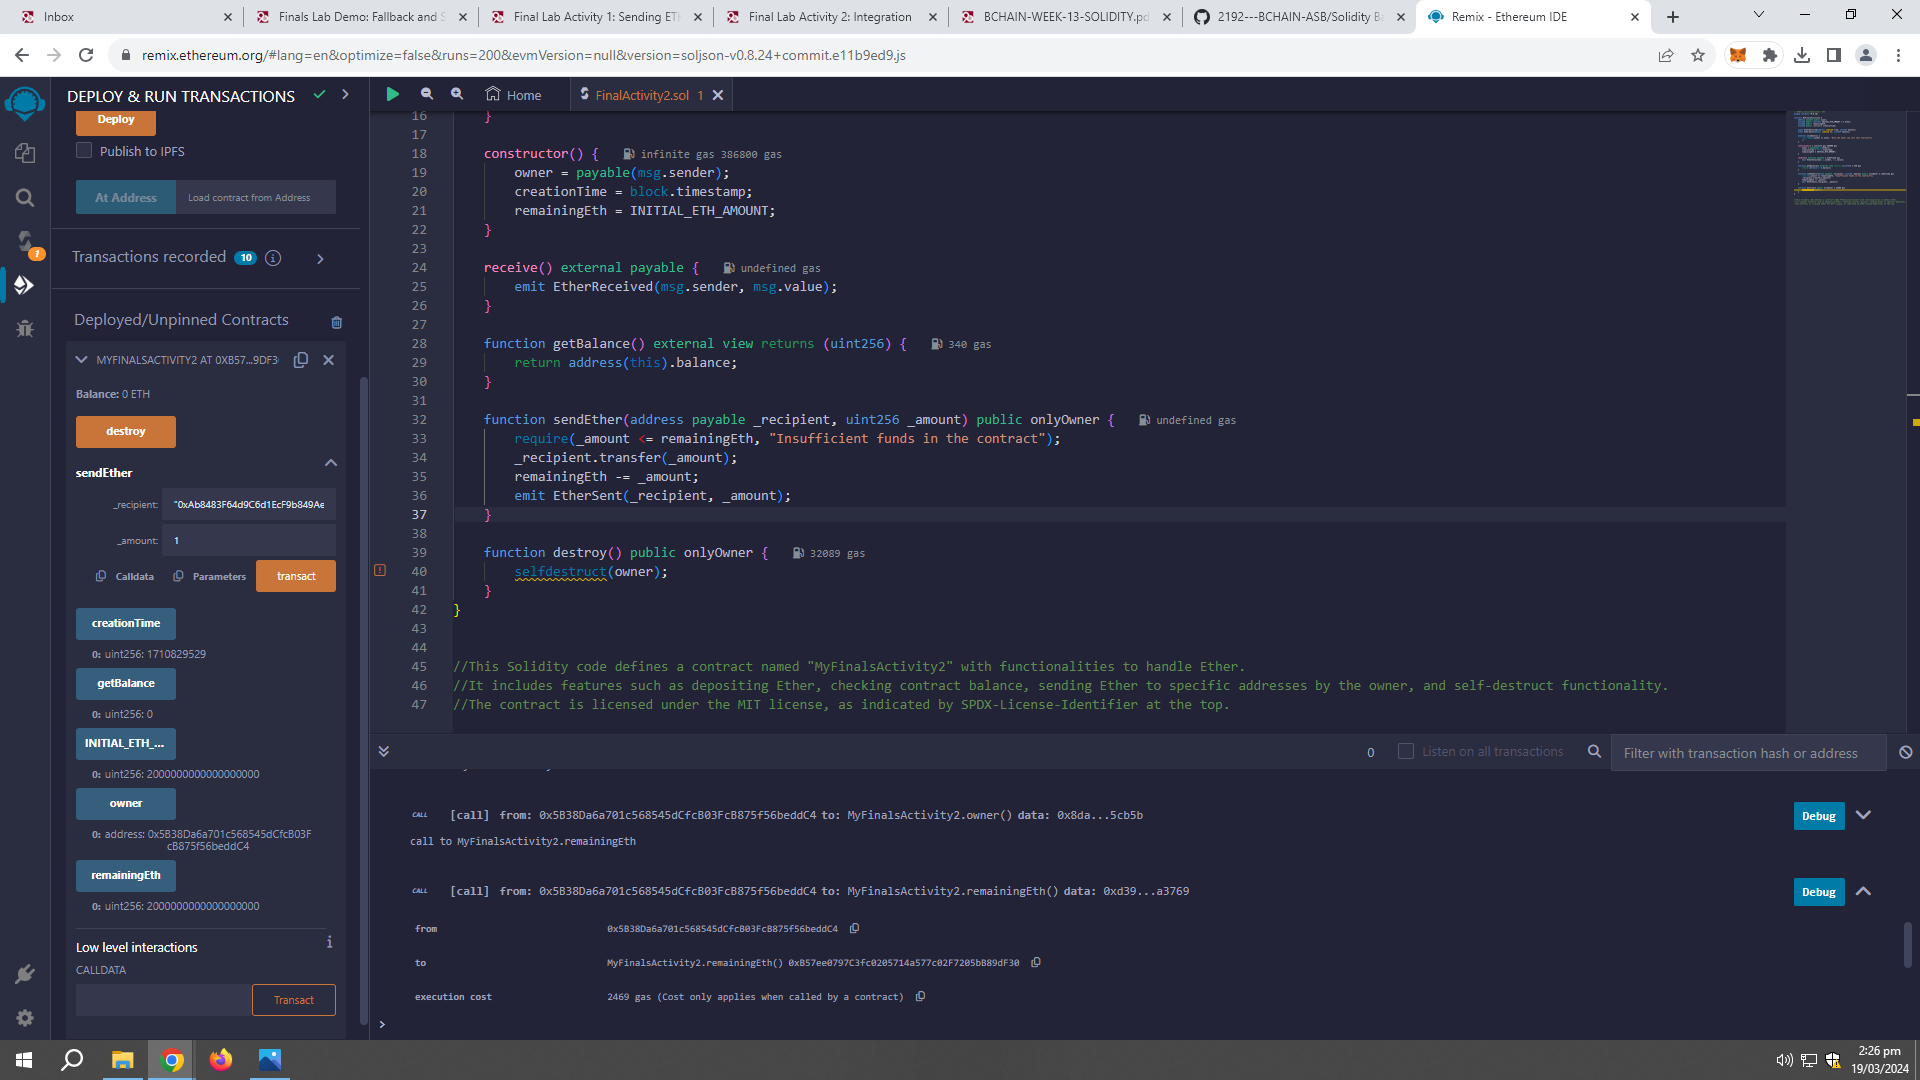 Inbox
Finals Lab Demo: Fallback and S
Final Lab Activity 1: Sending ETH
Final Lab Activity 2: Integration
BCHAIN-WEEK-13-SOLIDITY.pd
2192---BCHAIN-ASB/Solidity Ba
Remix - Ethereum IDE
remix.ethereum.org/#lang=en&optimize=false&runs=200&evmVersion=null&version=soljson-v0.8.24+commit.e11b9ed9.js
DEPLOY & RUN TRANSACTIONS
Deploy
Publish to IPFS
At Address
Load contract from Address
Transactions recorded 10
1
Deployed/Unpinned Contracts
MYFINALSACTIVITY2 AT 0XB57...9DF3
Balance: 0 ETH
destroy
sendEther
_recipient: "0xAb8483F64d9C6d1EcF9b849Ae
_amount: 1
Calldata
Parameters
transact
creationTime
0: uint256: 1710829529
getBalance
0: uint256: 0
INITIAL_ETH_...
0: uint256: 2000000000000000000
owner
0: address: 0x5B38Da6a701c568545dCfcB03F
cB875f56beddC4
remainingEth
0: uint256: 2000000000000000000
Low level interactions
CALLDATA
Transact
Home
FinalActivity2.sol 1
16 }
17
18 constructor() { infinite gas 386800 gas
19 owner = payable(msg.sender);
20 creationTime = block.timestamp;
21 remainingEth = INITIAL_ETH_AMOUNT;
22 }
23
24 receive() external payable { undefined gas
25 emit EtherReceived(msg.sender, msg.value);
26 }
27
28 function getBalance() external view returns (uint256) { 340 gas
29 return address(this).balance;
30 }
31
32 function sendEther(address payable _recipient, uint256 _amount) public onlyOwner { undefined gas
33 require(_amount <= remainingEth, "Insufficient funds in the contract");
34 _recipient.transfer(_amount);
35 remainingEth -= _amount;
36 emit EtherSent(_recipient, _amount);
37 }
38
39 function destroy() public onlyOwner { 32089 gas
40 selfdestruct(owner);
41 }
42 }
43
44
45 //This Solidity code defines a contract named "MyFinalsActivity2" with functionalities to handle Ether.
46 //It includes features such as depositing Ether, checking contract balance, sending Ether to specific addresses by the owner, and self-destruct functionality.
47 //The contract is licensed under the MIT license, as indicated by SPDX-License-Identifier at the top.
0
Listen on all transactions
Filter with transaction hash or address
CALL [call] from: 0x5B38Da6a701c568545dCfcB03FcB875f56beddC4 to: MyFinalsActivity2.owner() data: 0x8da...5cb5b
Debug
call to MyFinalsActivity2.remainingEth
CALL [call] from: 0x5B38Da6a701c568545dCfcB03FcB875f56beddC4 to: MyFinalsActivity2.remainingEth() data: 0xd39...a3769
Debug
from 0x5B38Da6a701c568545dCfcB03FcB875f56beddC4
to MyFinalsActivity2.remainingEth() 0xB57ee0797C3fc0205714a577c02F7205bB89dF30
execution cost 2469 gas (Cost only applies when called by a contract)
>
2:26 pm
19/03/2024